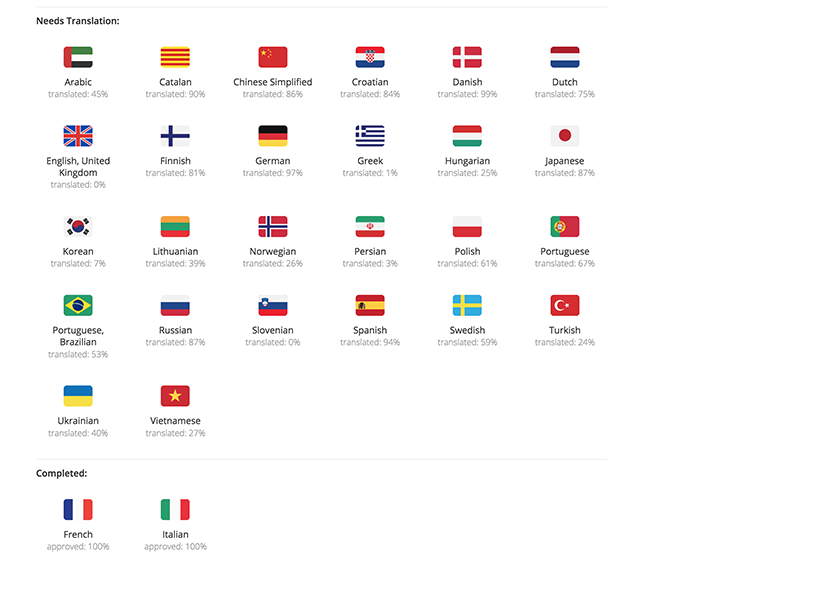 Needs Translation:
Arabic
translated: 45%
Catalan
translated: 90%
Chinese Simplified
translated: 86%
Croatian
translated: 84%
Danish
translated: 99%
Dutch
translated: 75%
English, United
Kingdom
translated: 0%
Finnish
translated: 81%
German
translated: 97%
Greek
translated: 1%
Hungarian
translated: 25%
Japanese
translated: 87%
Korean
translated: 7%
Lithuanian
translated: 39%
Norwegian
translated: 26%
Persian
translated: 3%
Polish
translated: 61%
Portuguese
translated: 67%
Portuguese,
Brazilian
translated: 53%
Russian
translated: 87%
Slovenian
translated: 0%
Spanish
translated: 94%
Swedish
translated: 59%
Turkish
translated: 24%
Ukrainian
translated: 40%
Vietnamese
translated: 27%
Completed:
French
approved: 100%
Italian
approved: 100%